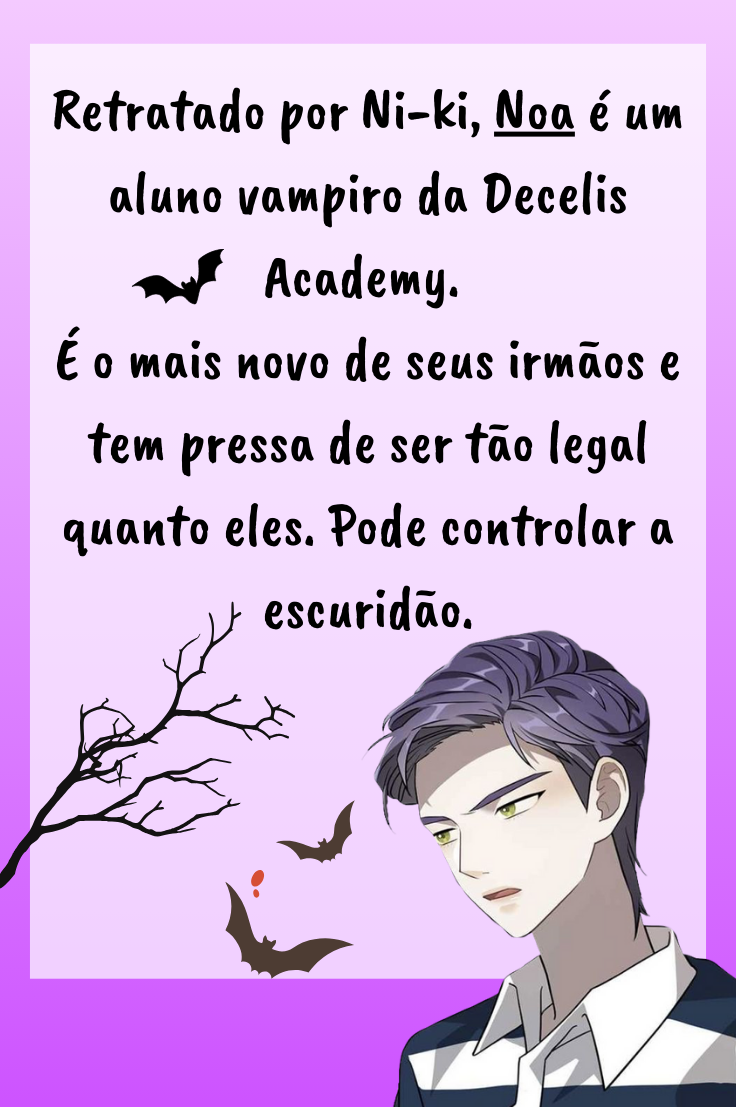 Retratado por Ni-ki, Noa é um
aluno vampiro da Decelis
Academy.
É o mais novo de seus irmãos e
tem pressa de ser tão legal
quanto eles. Pode controlar a
escuridão.